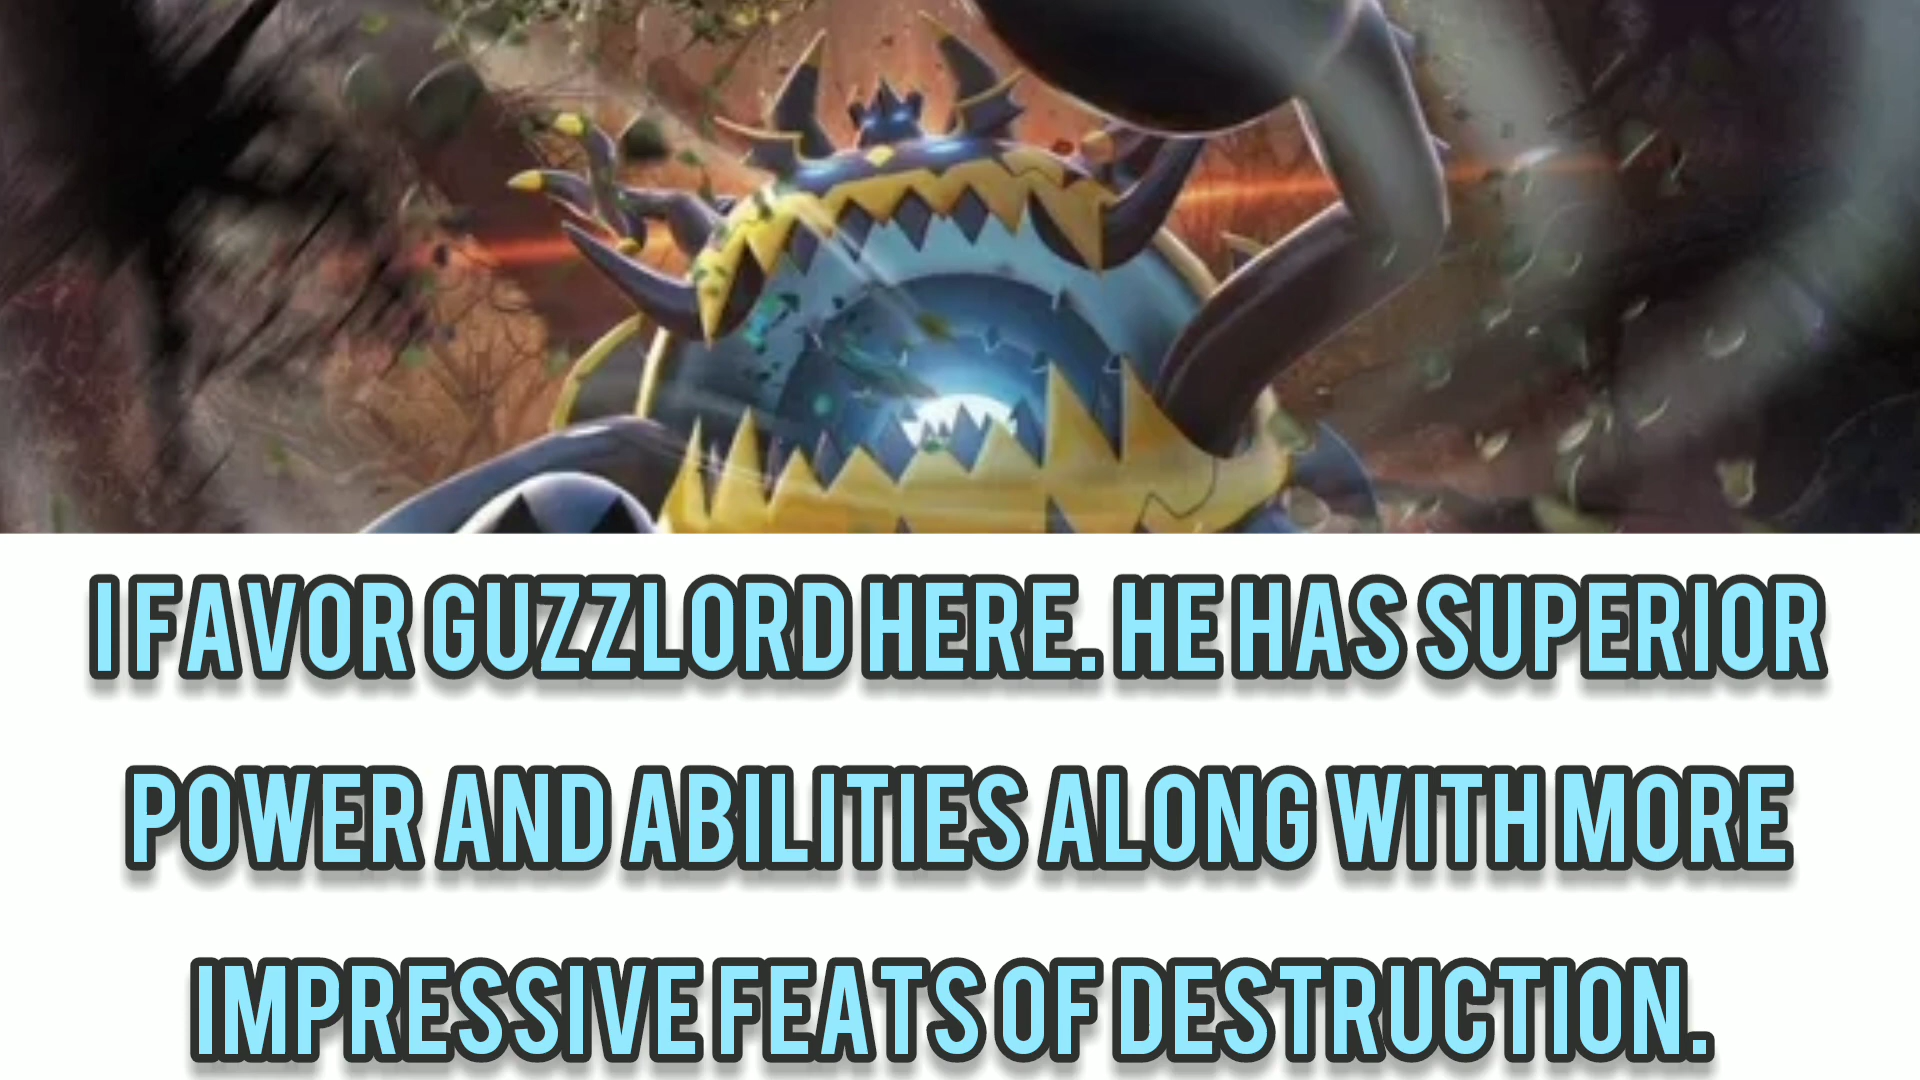 I FAVOR GUZZLORD HERE. HE HAS SUPERIOR
POWER AND ABILITIES ALONG WITH MORE
IMPRESSIVE FEATS OF DESTRUCTION.